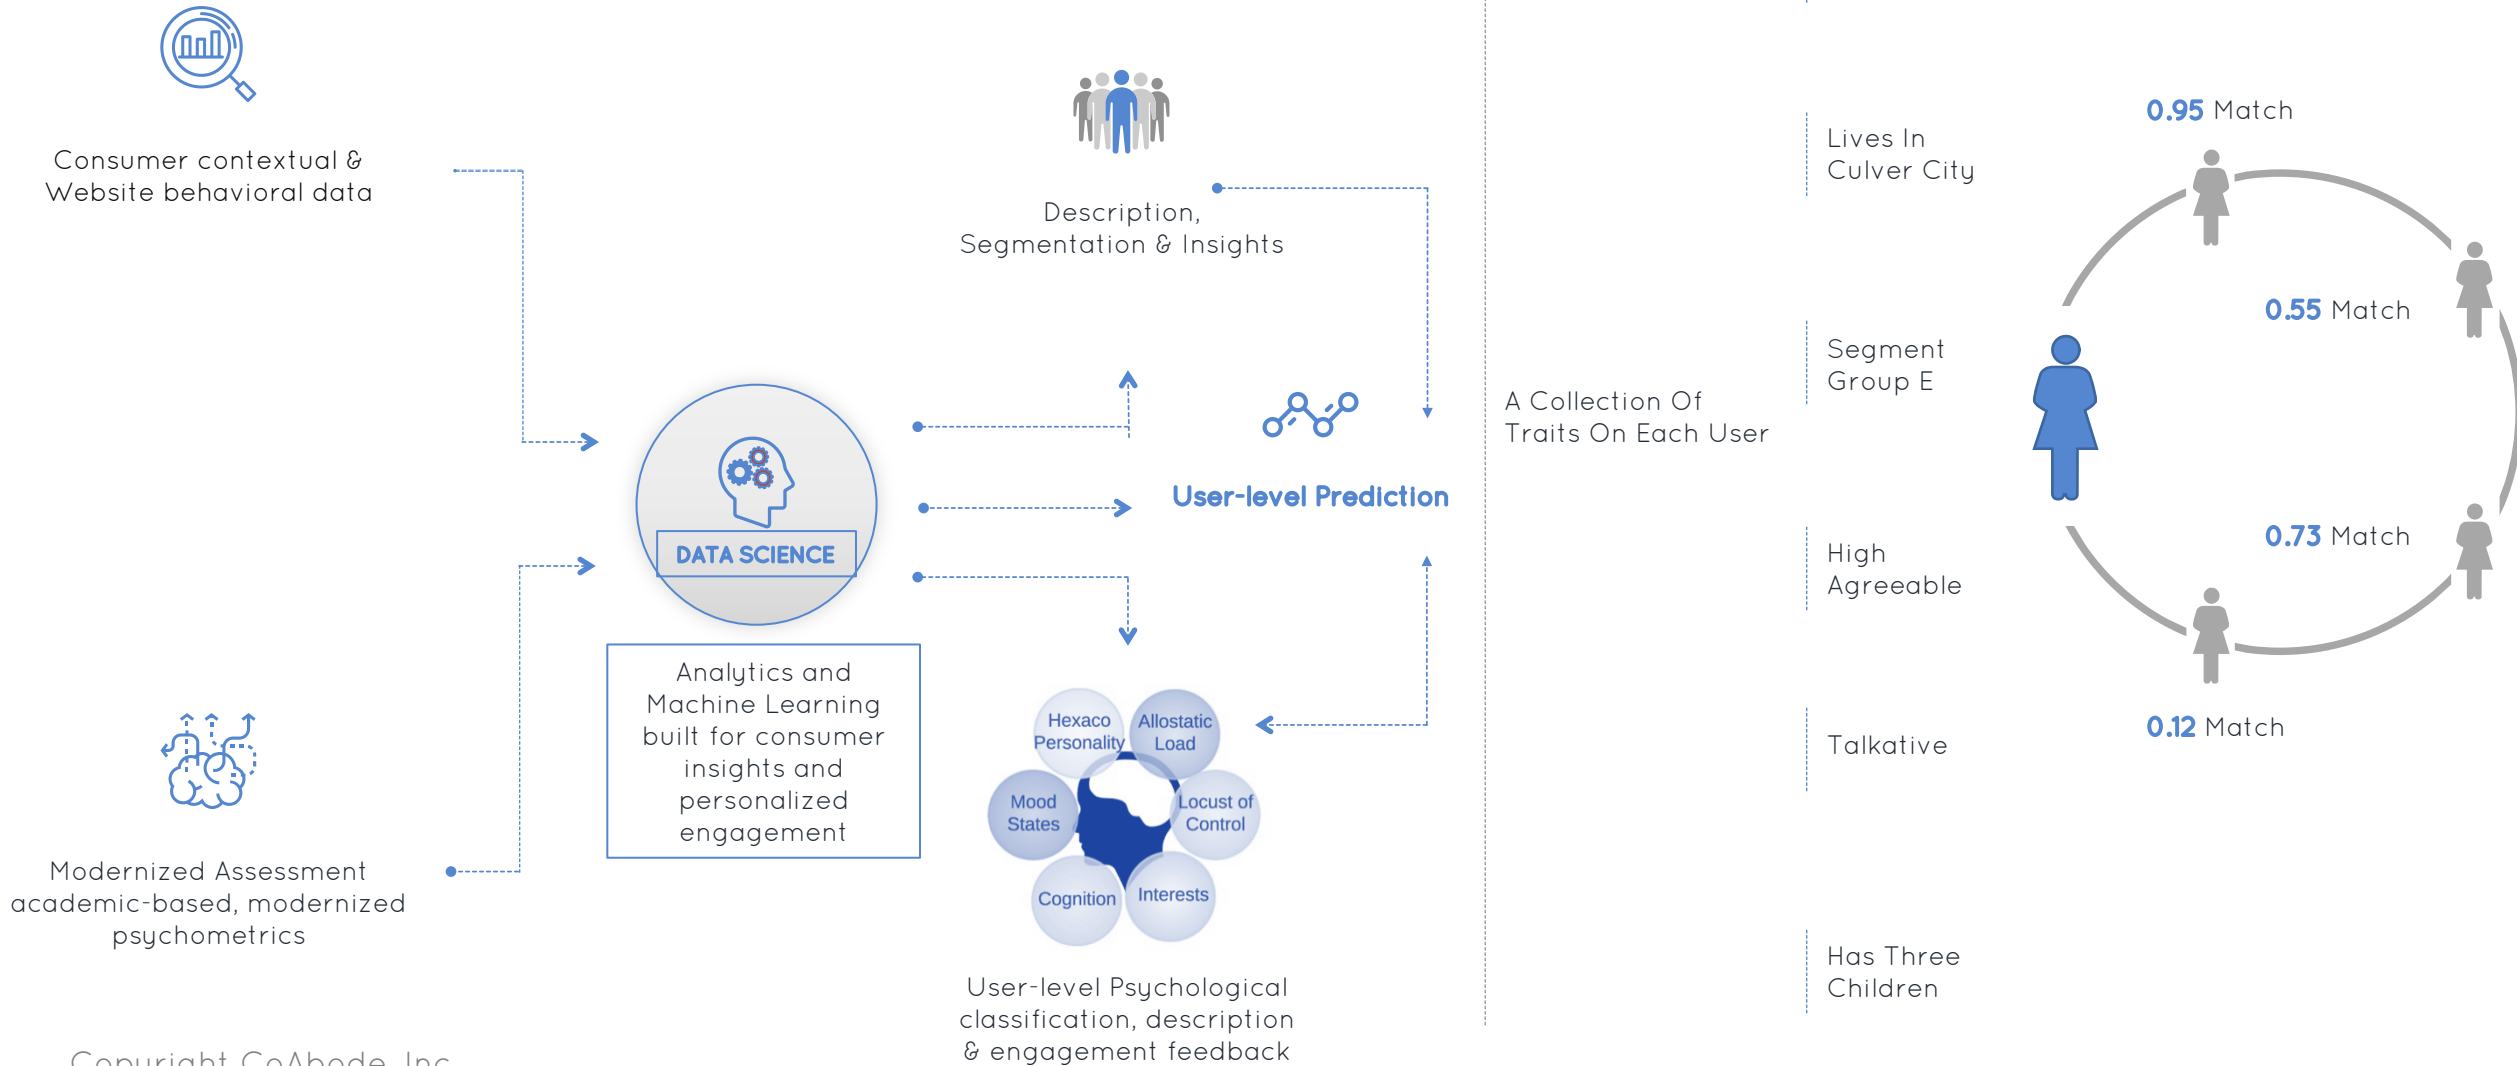 Consumer contextual &
Website behavioral data
Modernized Assessment
academic-based, modernized
psychometrics
Copyright CoAbode, Inc
DATA SCIENCE
Analytics and
Machine Learning
built for consumer
insights and
personalized
engagement
Description,
Segmentation & Insights
User-level Prediction
Hexaco
Personality
Allostatic
Load
Mood
States
Locust of
Control
Cognition
Interests
User-level Psychological
classification, description
& engagement feedback
A Collection Of
Traits On Each User
Lives In
Culver City
Segment
Group E
High
Agreeable
Talkative
Has Three
Children
0.95 Match
0.55 Match
0.73 Match
0.12 Match